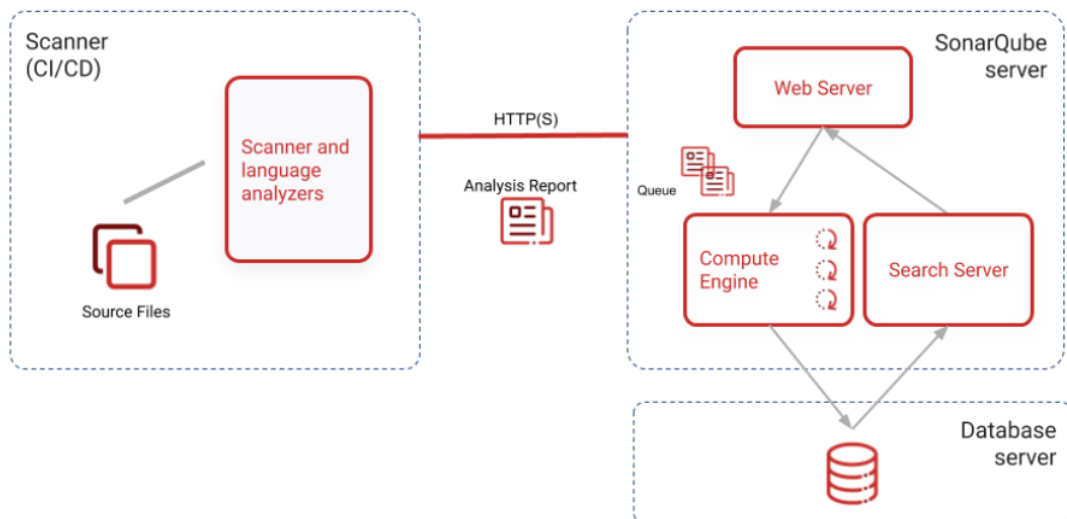 Scanner
(CI/CD)
Scanner and
language
analyzers
Source Files
HTTP(S)
Analysis Report
SonarQube
server
Web Server
Queue
Compute
Engine
Search Server
Database
server